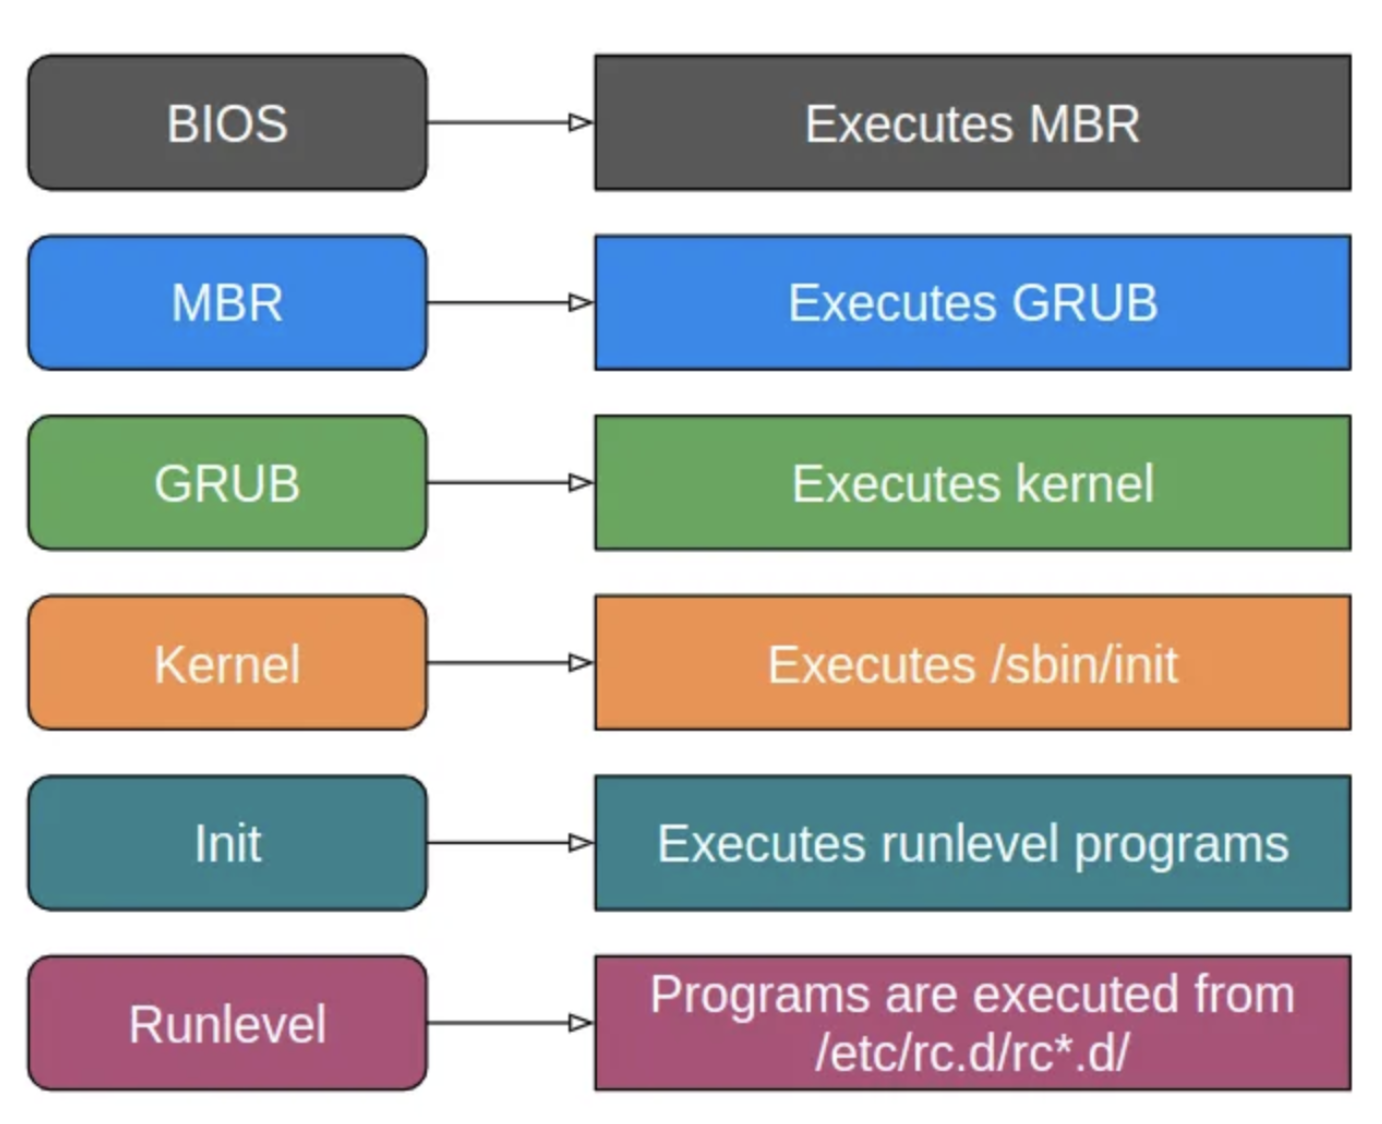 BIOS
Executes MBR
MBR
Executes GRUB
GRUB
Executes kernel
Kernel
Executes /sbin/init
Init
Executes runlevel programs
Runlevel
Programs are executed from
/etc/rc.d/rc*.d/